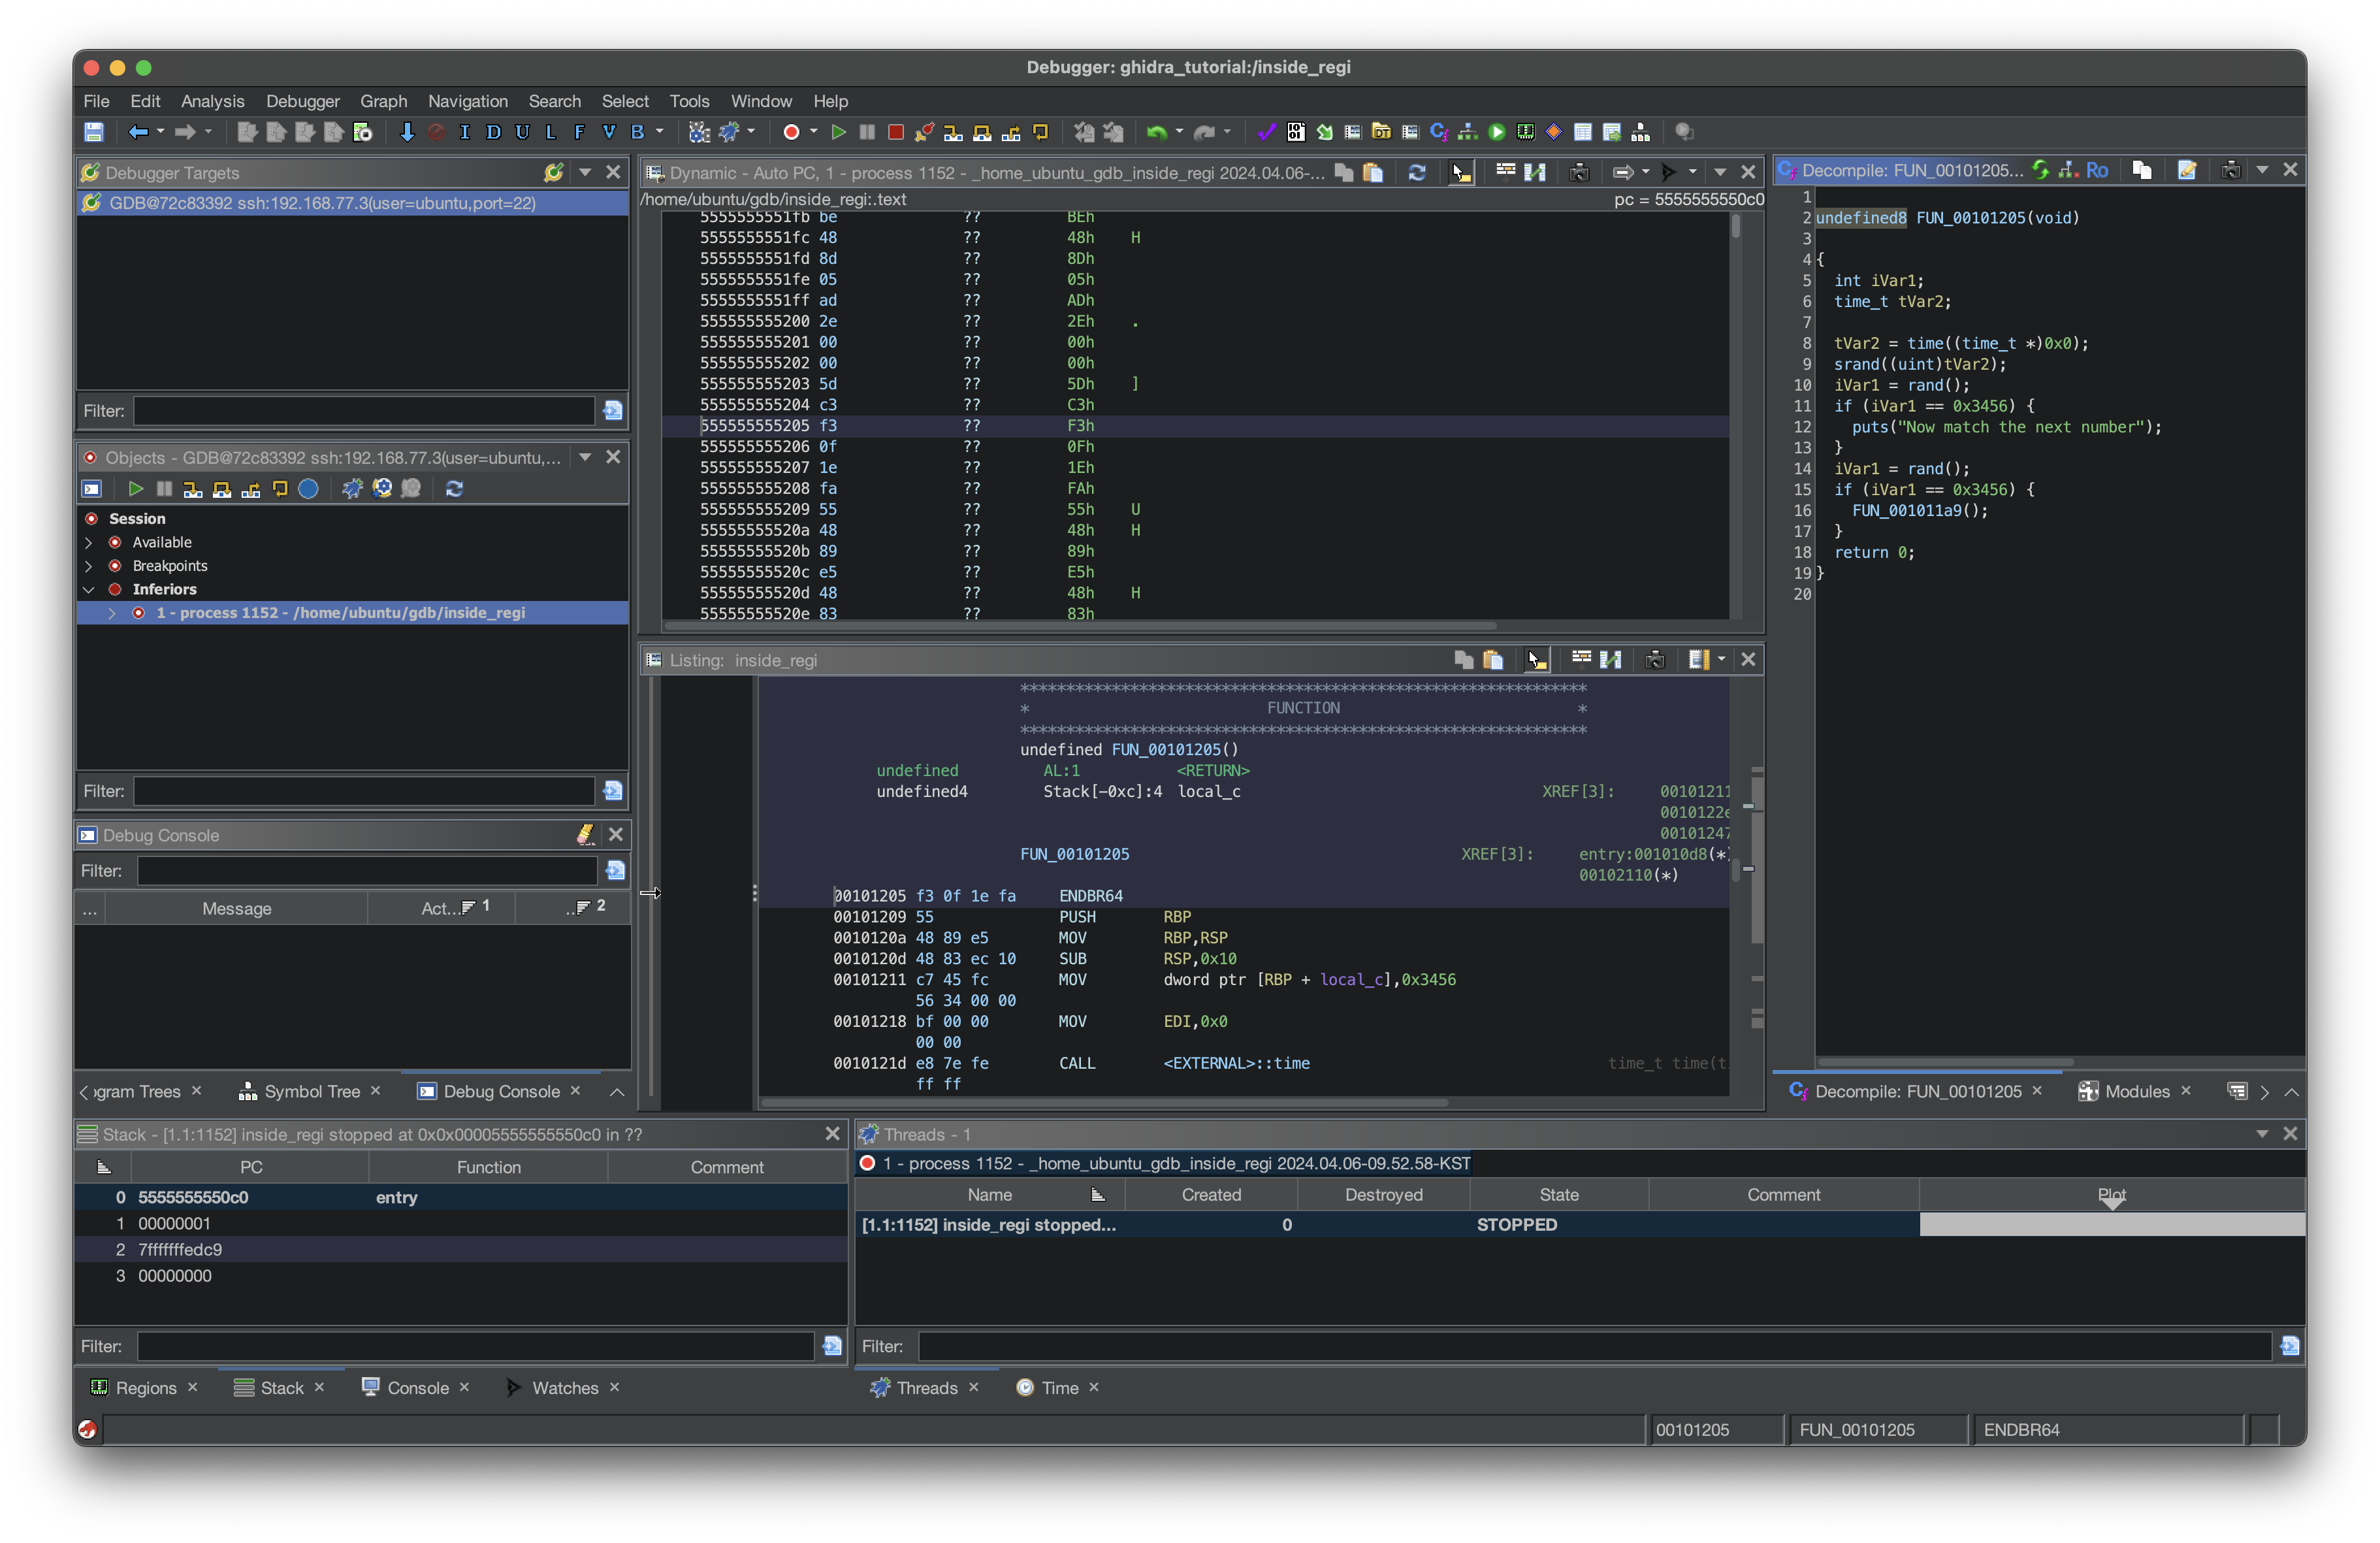 Debugger: ghidra_tutorial:/inside_regi
File Edit Analysis Debugger Graph Navigation Search Select Tools Window Help
I D U L F V B
Debugger Targets
GDB@72c83392 ssh:192.168.77.3(user=ubuntu,port=22)
Filter:
Objects - GDB@72c83392 ssh:192.168.77.3(user=ubuntu,...
Session
Available
Breakpoints
Inferiors
1 - process 1152 - /home/ubuntu/gdb/inside_regi
Filter:
Debug Console
Filter:
... Message Act... 1 .. 2
ogram Trees Symbol Tree Debug Console
Dynamic - Auto PC, 1 - process 1152 - _home_ubuntu_gdb_inside_regi 2024.04.06-...
/home/ubuntu/gdb/inside_regi:.text pc = 5555555550c0
5555555551fb be ?? BEh
5555555551fc 48 ?? 48h H
5555555551fd 8d ?? 8Dh
5555555551fe 05 ?? 05h
5555555551ff ad ?? ADh
555555555200 2e ?? 2Eh .
555555555201 00 ?? 00h
555555555202 00 ?? 00h
555555555203 5d ?? 5Dh ]
555555555204 c3 ?? C3h
555555555205 f3 ?? F3h
555555555206 0f ?? 0Fh
555555555207 1e ?? 1Eh
555555555208 fa ?? FAh
555555555209 55 ?? 55h U
55555555520a 48 ?? 48h H
55555555520b 89 ?? 89h
55555555520c e5 ?? E5h
55555555520d 48 ?? 48h H
55555555520e 83 ?? 83h
Listing: inside_regi
**************************************************************
* FUNCTION *
**************************************************************
undefined FUN_00101205()
undefined AL:1 <RETURN>
undefined4 Stack[-0xc]:4 local_c XREF[3]: 00101211
0010122e
00101247
FUN_00101205 XREF[3]: entry:001010d8(*)
00102110(*)
00101205 f3 0f 1e fa ENDBR64
00101209 55 PUSH RBP
0010120a 48 89 e5 MOV RBP,RSP
0010120d 48 83 ec 10 SUB RSP,0x10
00101211 c7 45 fc MOV dword ptr [RBP + local_c],0x3456
56 34 00 00
00101218 bf 00 00 MOV EDI,0x0
00 00
0010121d e8 7e fe CALL <EXTERNAL>::time time_t time(t
ff ff
Decompile: FUN_00101205... Ro
1
2 undefined8 FUN_00101205(void)
3
4 {
5 int iVar1;
6 time_t tVar2;
7
8 tVar2 = time((time_t *)0x0);
9 srand((uint)tVar2);
10 iVar1 = rand();
11 if (iVar1 == 0x3456) {
12 puts("Now match the next number");
13 }
14 iVar1 = rand();
15 if (iVar1 == 0x3456) {
16 FUN_001011a9();
17 }
18 return 0;
19 }
20
Decompile: FUN_00101205 Modules
Stack - [1.1:1152] inside_regi stopped at 0x0x00005555555550c0 in ??
PC Function Comment
0 5555555550c0 entry
1 00000001
2 7fffffffedc9
3 00000000
Filter:
Regions Stack Console Watches
Threads - 1
1 - process 1152 - _home_ubuntu_gdb_inside_regi 2024.04.06-09.52.58-KST
Name Created Destroyed State Comment Plot
[1.1:1152] inside_regi stopped... 0 STOPPED
Filter:
Threads Time
00101205 FUN_00101205 ENDBR64